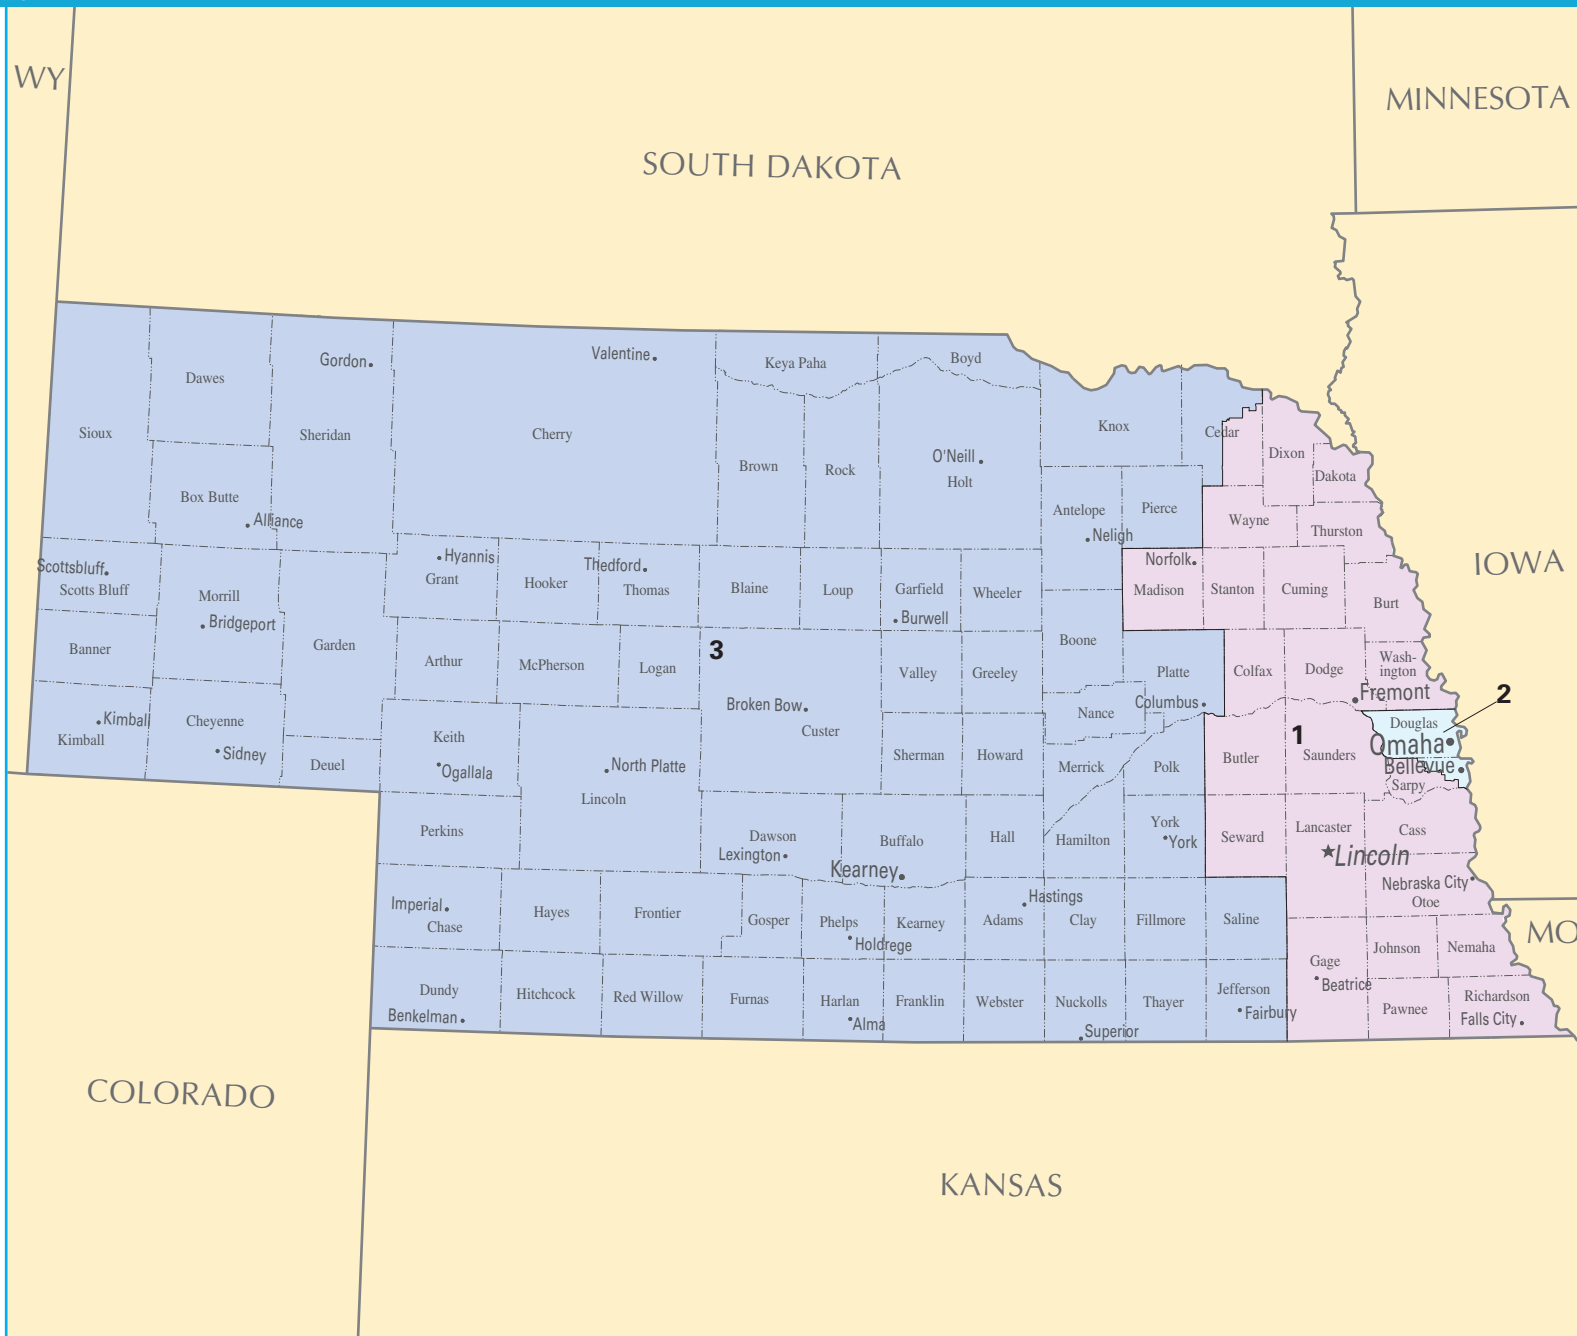 WY
MINNESOTA
SOUTH DAKOTA
Gordon
Valentine
Keya Paha
Boyd
Dawes
Sioux
Sheridan
Cherry
Knox
Cedar
Dixon
Brown
Rock
O'Neill
Holt
Dakota
Box Butte
Alliance
Antelope
Pierce
Neligh
Wayne
Thurston
IOWA
Scottsbluff
Scotts Bluff
Hyannis
Grant
Hooker
Thedford
Thomas
Blaine
Loup
Garfield
Burwell
Wheeler
Norfolk
Madison
Stanton
Cuming
Burt
Morrill
Bridgeport
Banner
Garden
Arthur
McPherson
Logan
3
Valley
Greeley
Boone
Platte
Columbus
Colfax
Dodge
Wash-
ington
Fremont
2
Kimball
Kimball
Cheyenne
Sidney
Deuel
Keith
Ogallala
North Platte
Lincoln
Broken Bow
Custer
Sherman
Howard
Nance
Merrick
Polk
Butler
1
Saunders
Douglas
Omaha
Bellevue
Sarpy
Perkins
Dawson
Lexington
Buffalo
Kearney
Hall
Hamilton
York
York
Seward
Lancaster
Lincoln
Cass
Nebraska City
Otoe
Imperial
Chase
Hayes
Frontier
Gosper
Phelps
Holdrege
Kearney
Hastings
Adams
Clay
Fillmore
Saline
Gage
Beatrice
Johnson
Nemaha
MO
Dundy
Benkelman
Hitchcock
Red Willow
Furnas
Harlan
Alma
Franklin
Webster
Nuckolls
Superior
Thayer
Jefferson
Fairbury
Pawnee
Richardson
Falls City
COLORADO
KANSAS